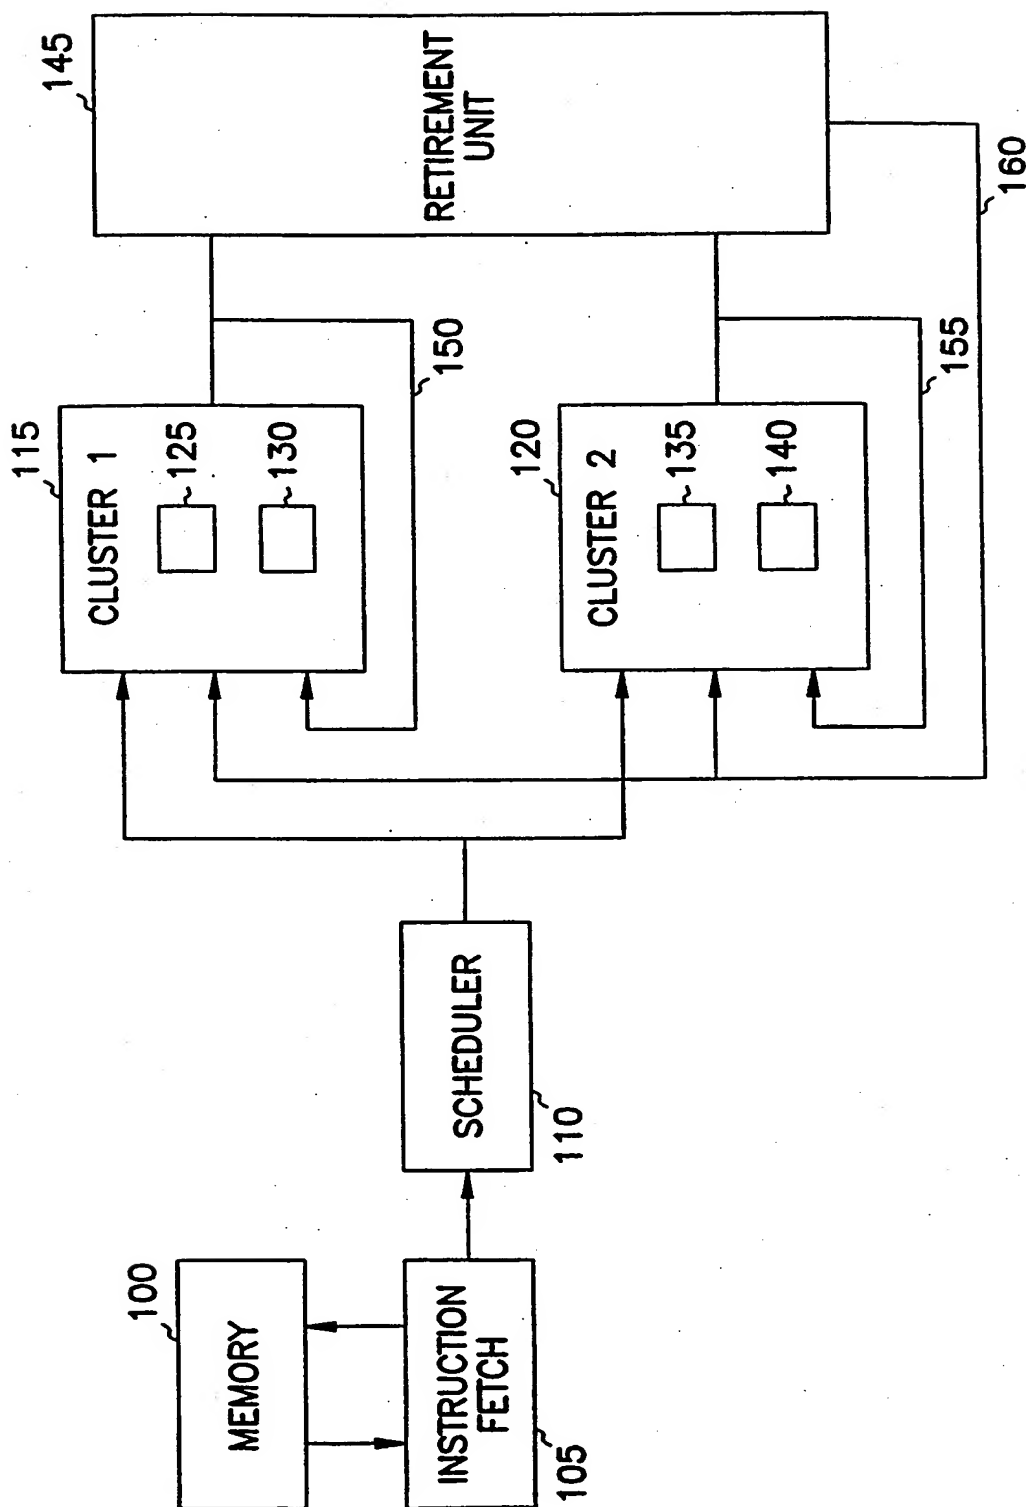 100
MEMORY
INSTRUCTION
FETCH
105
SCHEDULER
110
115
CLUSTER 1
125
130
150
120
CLUSTER 2
135
140
155
145
RETIREMENT
UNIT
160